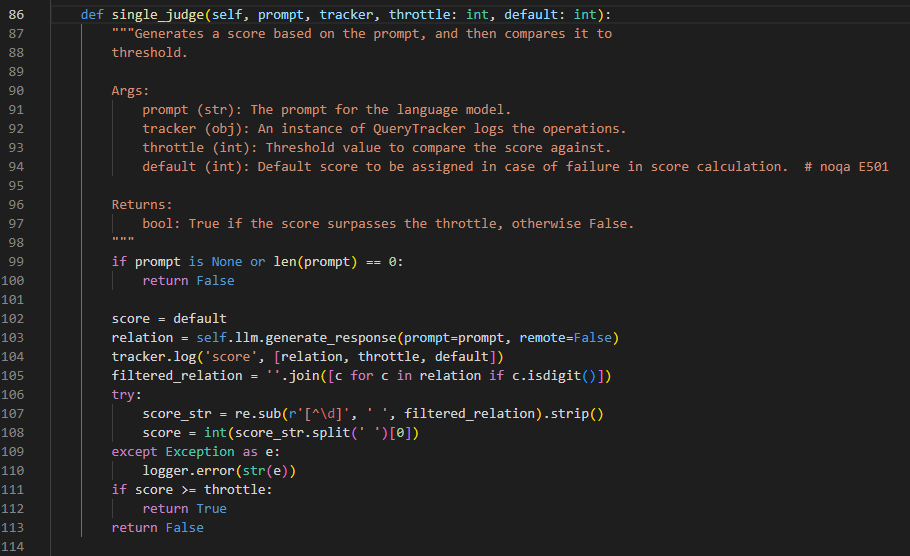 86 def single_judge(self, prompt, tracker, throttle: int, default: int):
87 """Generates a score based on the prompt, and then compares it to
88 threshold.
89
90 Args:
91 prompt (str): The prompt for the language model.
92 tracker (obj): An instance of QueryTracker logs the operations.
93 throttle (int): Threshold value to compare the score against.
94 default (int): Default score to be assigned in case of failure in score calculation.  # noqa E501
95
96 Returns:
97 bool: True if the score surpasses the throttle, otherwise False.
98 """
99 if prompt is None or len(prompt) == 0:
100 return False
101
102 score = default
103 relation = self.llm.generate_response(prompt=prompt, remote=False)
104 tracker.log('score', [relation, throttle, default])
105 filtered_relation = ''.join([c for c in relation if c.isdigit()])
106 try:
107 score_str = re.sub(r'[^\d]', ' ', filtered_relation).strip()
108 score = int(score_str.split(' ')[0])
109 except Exception as e:
110 logger.error(str(e))
111 if score >= throttle:
112 return True
113 return False
114